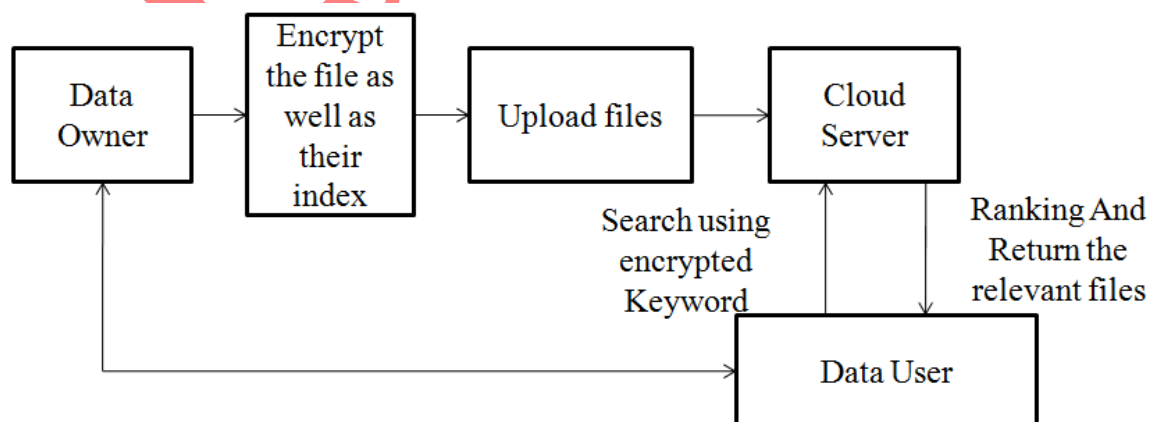 Data
Owner
Encrypt
the file as
well as
their
index
Upload files
Cloud
Server
Search using
encrypted
Keyword
Ranking And
Return the
relevant files
Data User